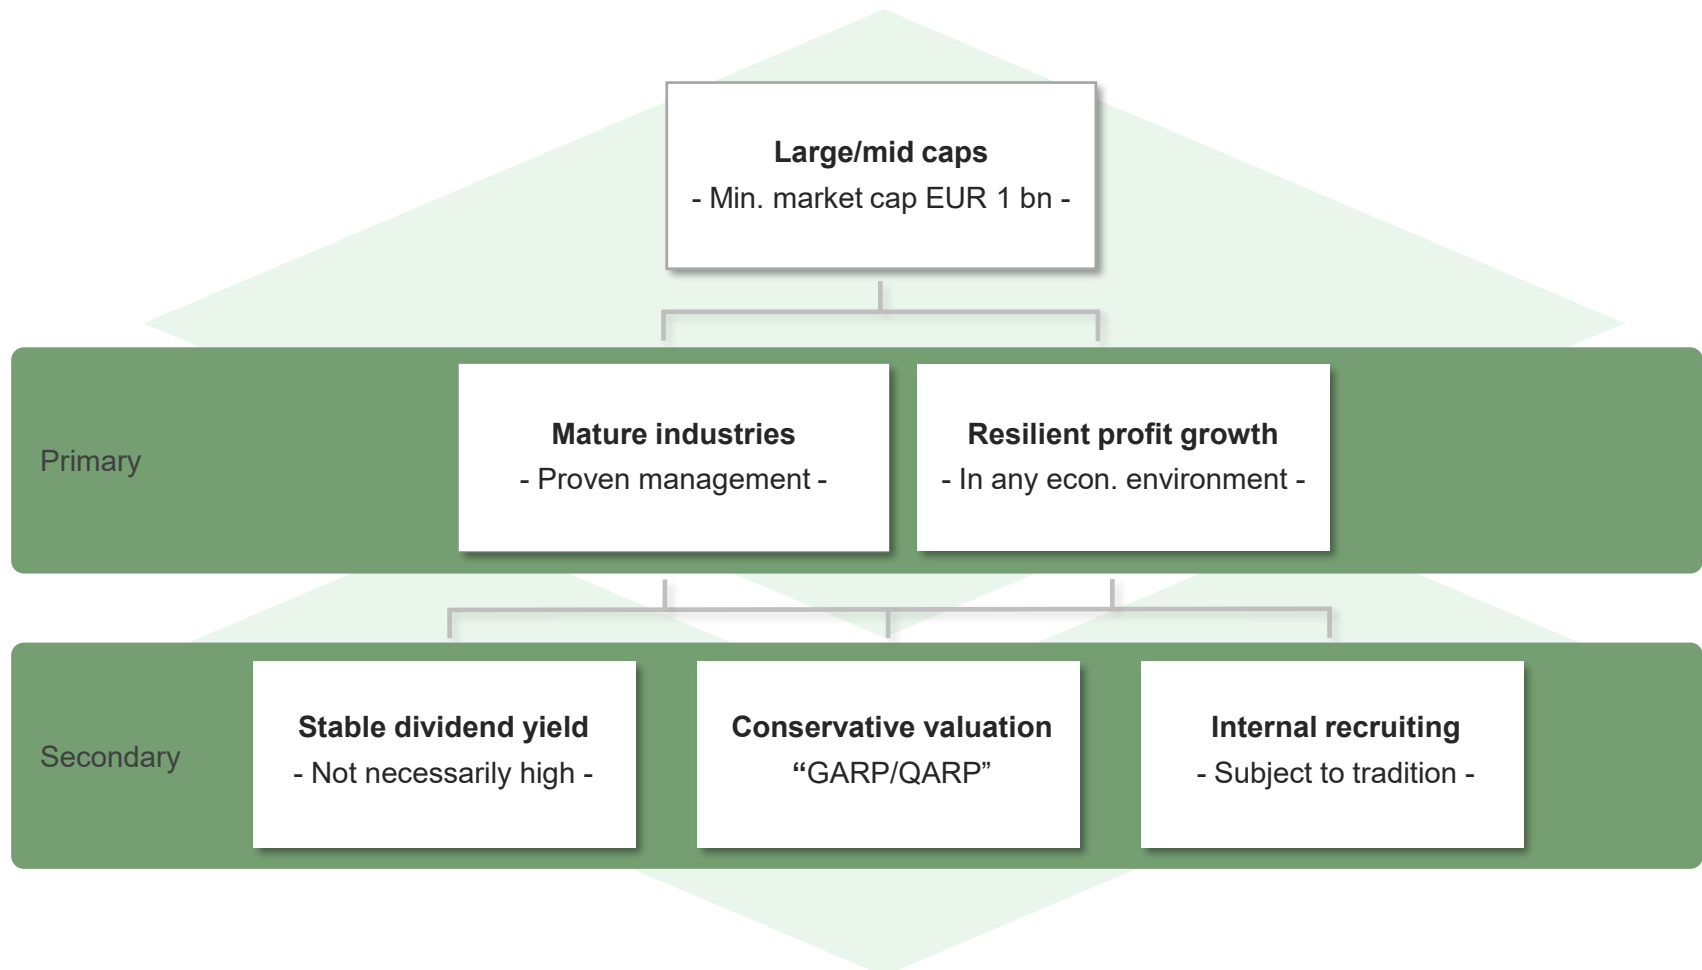 Large/mid caps
- Min. market cap EUR 1 bn -
Primary
Mature industries
- Proven management -
Resilient profit growth
- In any econ. environment -
Secondary
Stable dividend yield
- Not necessarily high -
Conservative valuation
“GARP/QARP”
Internal recruiting
- Subject to tradition -